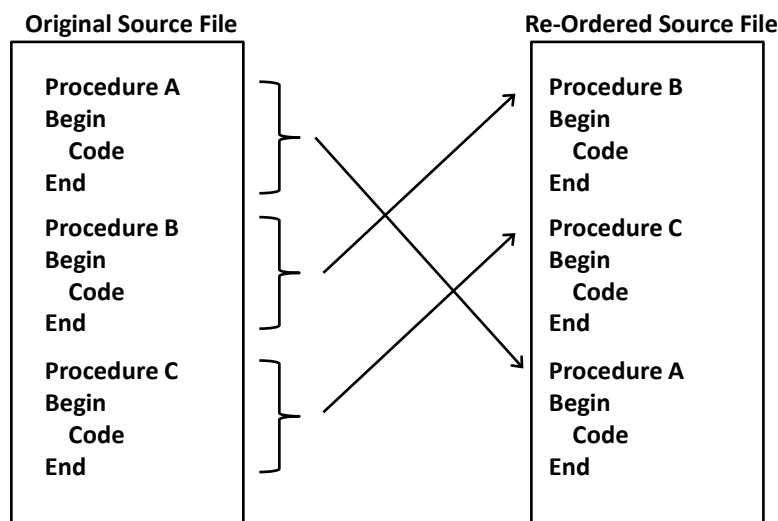 Original Source File
Procedure A
Begin
Code
End
Procedure B
Begin
Code
End
Procedure C
Begin
Code
End
Re-Ordered Source File
Procedure B
Begin
Code
End
Procedure C
Begin
Code
End
Procedure A
Begin
Code
End